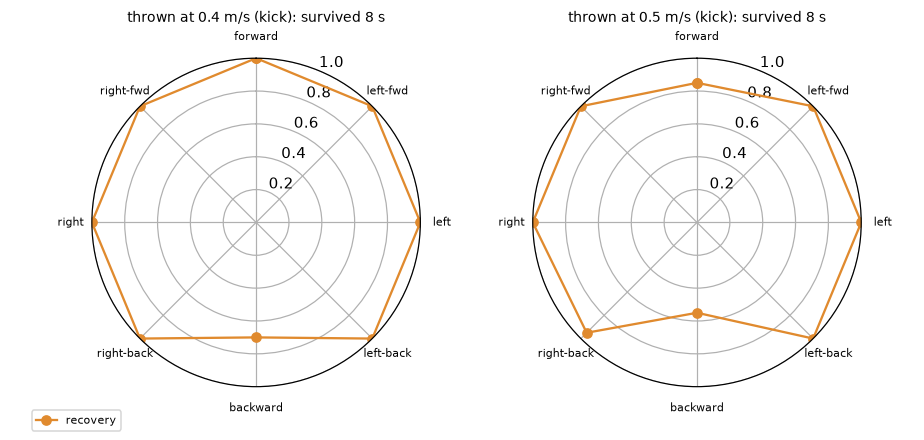 thrown at 0.4 m/s (kick): survived 8 s
forward
1.0
right-fwd
0.8
left-fwd
0.6
0.4
0.2
right
left
right-back
left-back
backward
recovery
thrown at 0.5 m/s (kick): survived 8 s
forward
1.0
right-fwd
0.8
left-fwd
0.6
0.4
0.2
right
left
right-back
left-back
backward